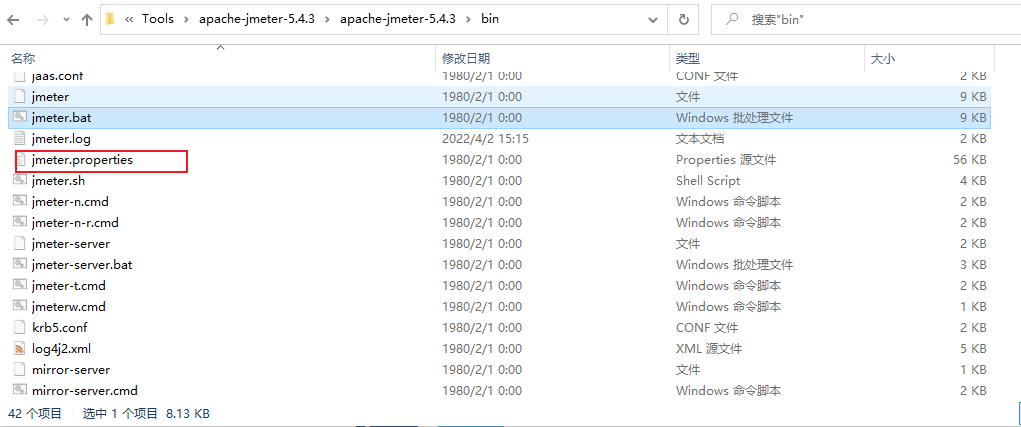 « Tools › apache-jmeter-5.4.3 › apache-jmeter-5.4.3 › bin 搜索"bin"
名称 修改日期 类型 大小
jaas.conf 1980/2/1 0:00 CONF 文件 2 KB
jmeter 1980/2/1 0:00 文件 9 KB
jmeter.bat 1980/2/1 0:00 Windows 批处理文件 9 KB
jmeter.log 2022/4/2 15:15 文本文档 2 KB
jmeter.properties 1980/2/1 0:00 Properties 源文件 56 KB
jmeter.sh 1980/2/1 0:00 Shell Script 4 KB
jmeter-n.cmd 1980/2/1 0:00 Windows 命令脚本 2 KB
jmeter-n-r.cmd 1980/2/1 0:00 Windows 命令脚本 2 KB
jmeter-server 1980/2/1 0:00 文件 2 KB
jmeter-server.bat 1980/2/1 0:00 Windows 批处理文件 3 KB
jmeter-t.cmd 1980/2/1 0:00 Windows 命令脚本 2 KB
jmeterw.cmd 1980/2/1 0:00 Windows 命令脚本 1 KB
krb5.conf 1980/2/1 0:00 CONF 文件 2 KB
log4j2.xml 1980/2/1 0:00 XML 源文件 5 KB
mirror-server 1980/2/1 0:00 文件 1 KB
mirror-server.cmd 1980/2/1 0:00 Windows 命令脚本 2 KB
42 个项目 选中 1 个项目 8.13 KB